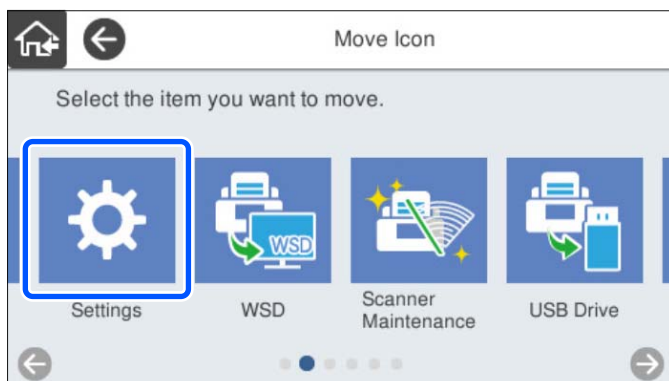 Move Icon
Select the item you want to move.
WSD
Settings
WSD
Scanner
Maintenance
USB Drive